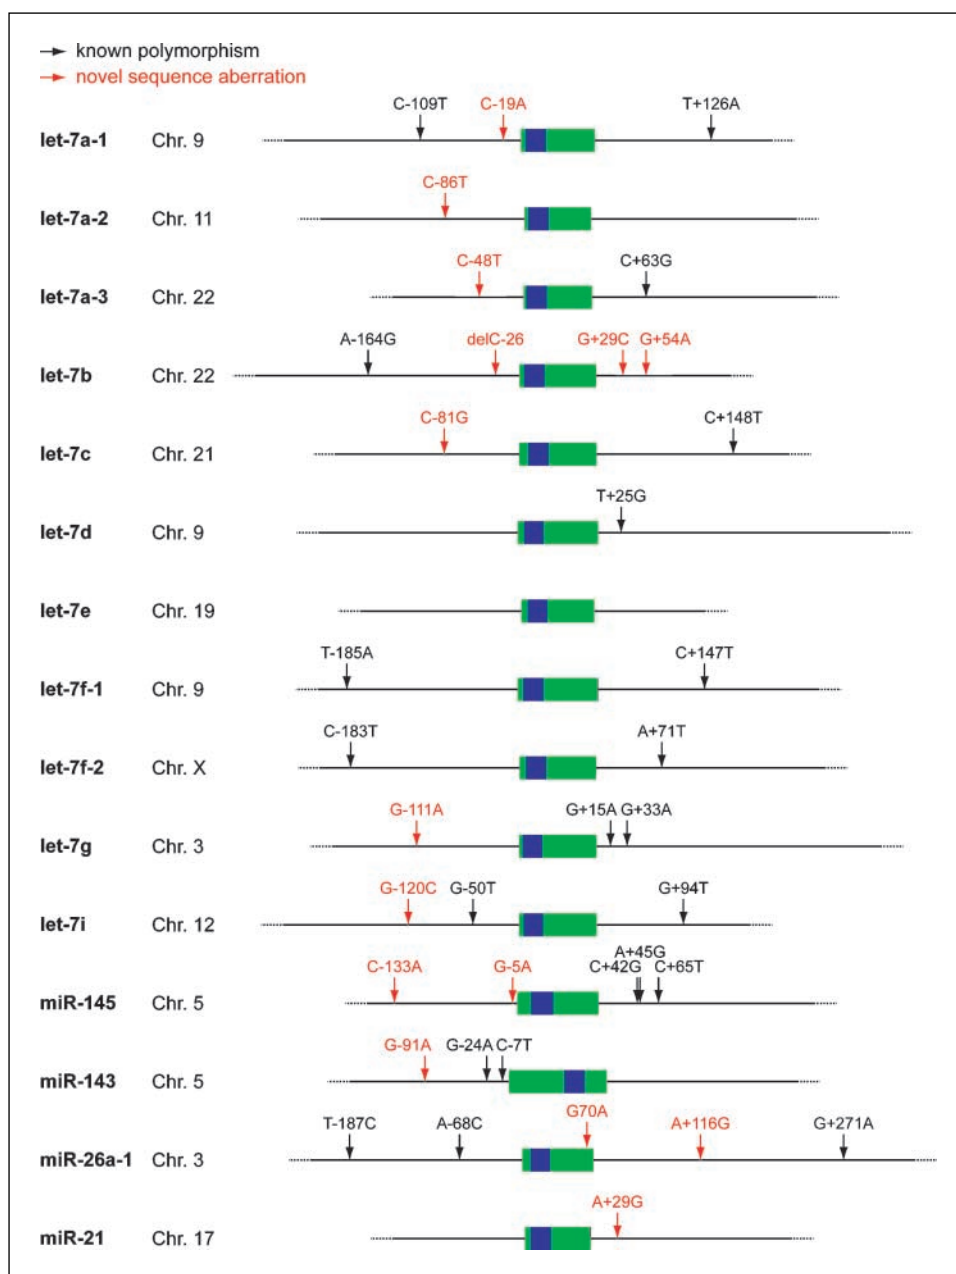 known polymorphism
novel sequence aberration
C-109T C-19A T+126A
let-7a-1 Chr. 9
C-86T
let-7a-2 Chr. 11
C-48T C+63G
let-7a-3 Chr. 22
A-164G delC-26 G+29C G+54A
let-7b Chr. 22
C-81G C+148T
let-7c Chr. 21
T+25G
let-7d Chr. 9
let-7e Chr. 19
T-185A C+147T
let-7f-1 Chr. 9
C-183T A+71T
let-7f-2 Chr. X
G-111A G+15A G+33A
let-7g Chr. 3
G-120C G-50T G+94T
let-7i Chr. 12
A+45G
C-133A G-5A C+42G C+65T
miR-145 Chr. 5
G-91A G-24A C-7T
miR-143 Chr. 5
G70A
T-187C A-68C A+116G G+271A
miR-26a-1 Chr. 3
A+29G
miR-21 Chr. 17